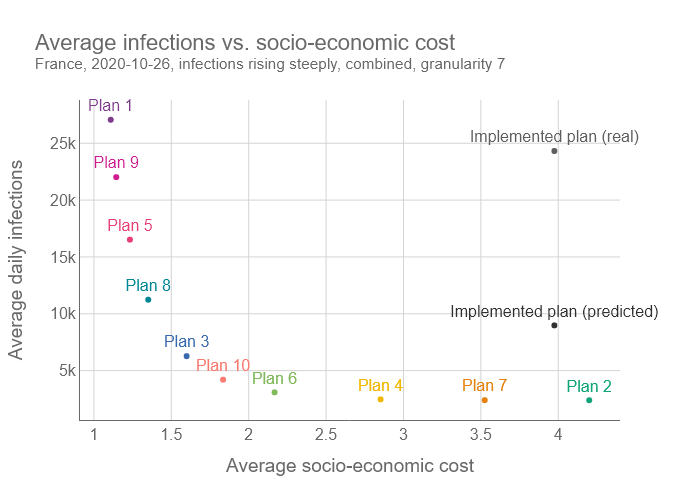 Average infections vs. socio-economic cost
France, 2020-10-26, infections rising steeply, combined, granularity 7
Plan 1
Implemented plan (real)
25k
Plan 9
20k
Plan 5
15k
Plan 8
Implemented plan (predicted)
10k
Plan 3
Plan 10
5k
Plan 6
Plan 4
Plan 7
Plan 2
1
1.5
2
2.5
3
3.5
4
Average socio-economic cost
Average daily infections